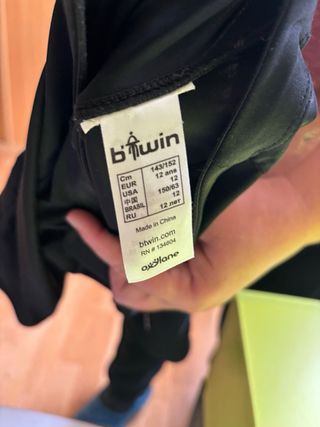 b'twin
Cm 143/152
EUR 12 ans
USA 12
中国 150/63
BRASIL 12
RU 12 лет
Made in China
btwin.com
RN # 134604
oxylane